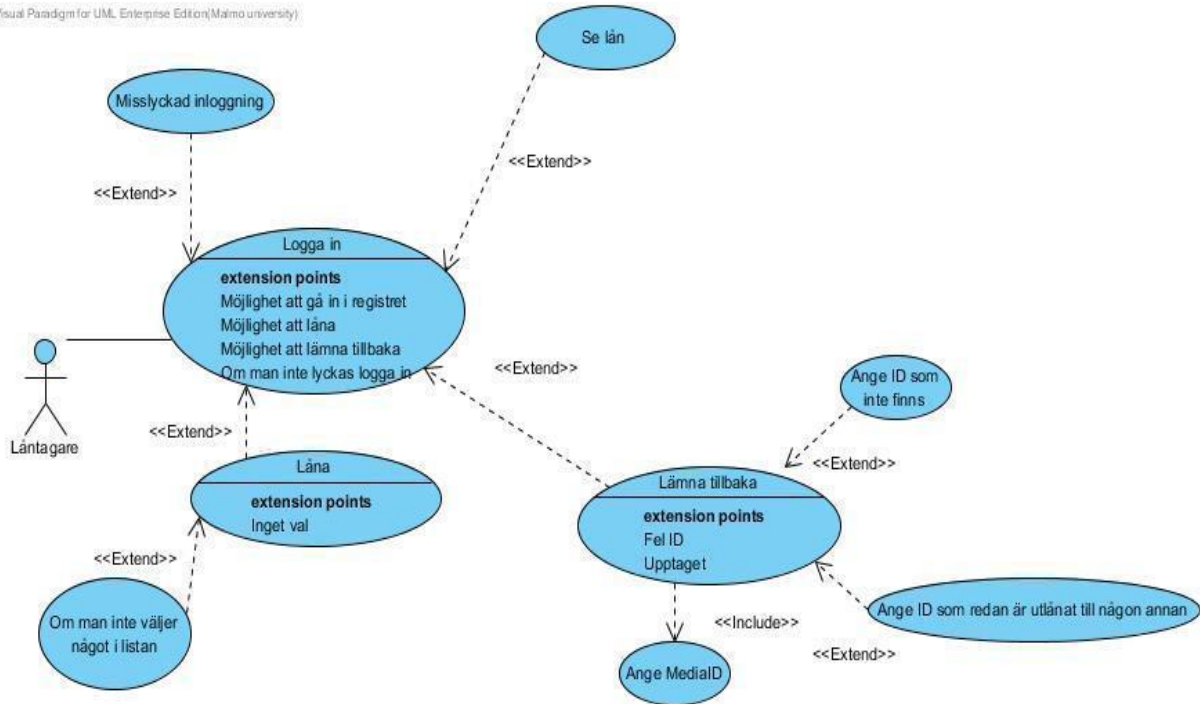 Visual Paradigm for UML Enterprise Edition(Malmo university)
Se lån
Misslyckad inloggning
<<Extend>>
<<Extend>>
Logga in
extension points
Möjlighet att gå in i registret
Möjlighet att låna
Möjlighet att lämna tillbaka
Om man inte lyckas logga in
<<Extend>>
Låntagare
<<Extend>>
Ange ID som
inte finns
<<Extend>>
Låna
extension points
Inget val
Lämna tillbaka
extension points
Fel ID
Upptaget
<<Extend>>
Om man inte väljer
något i listan
Ange ID som redan är utlånat till någon annan
<<Include>>
<<Extend>>
Ange MediaID